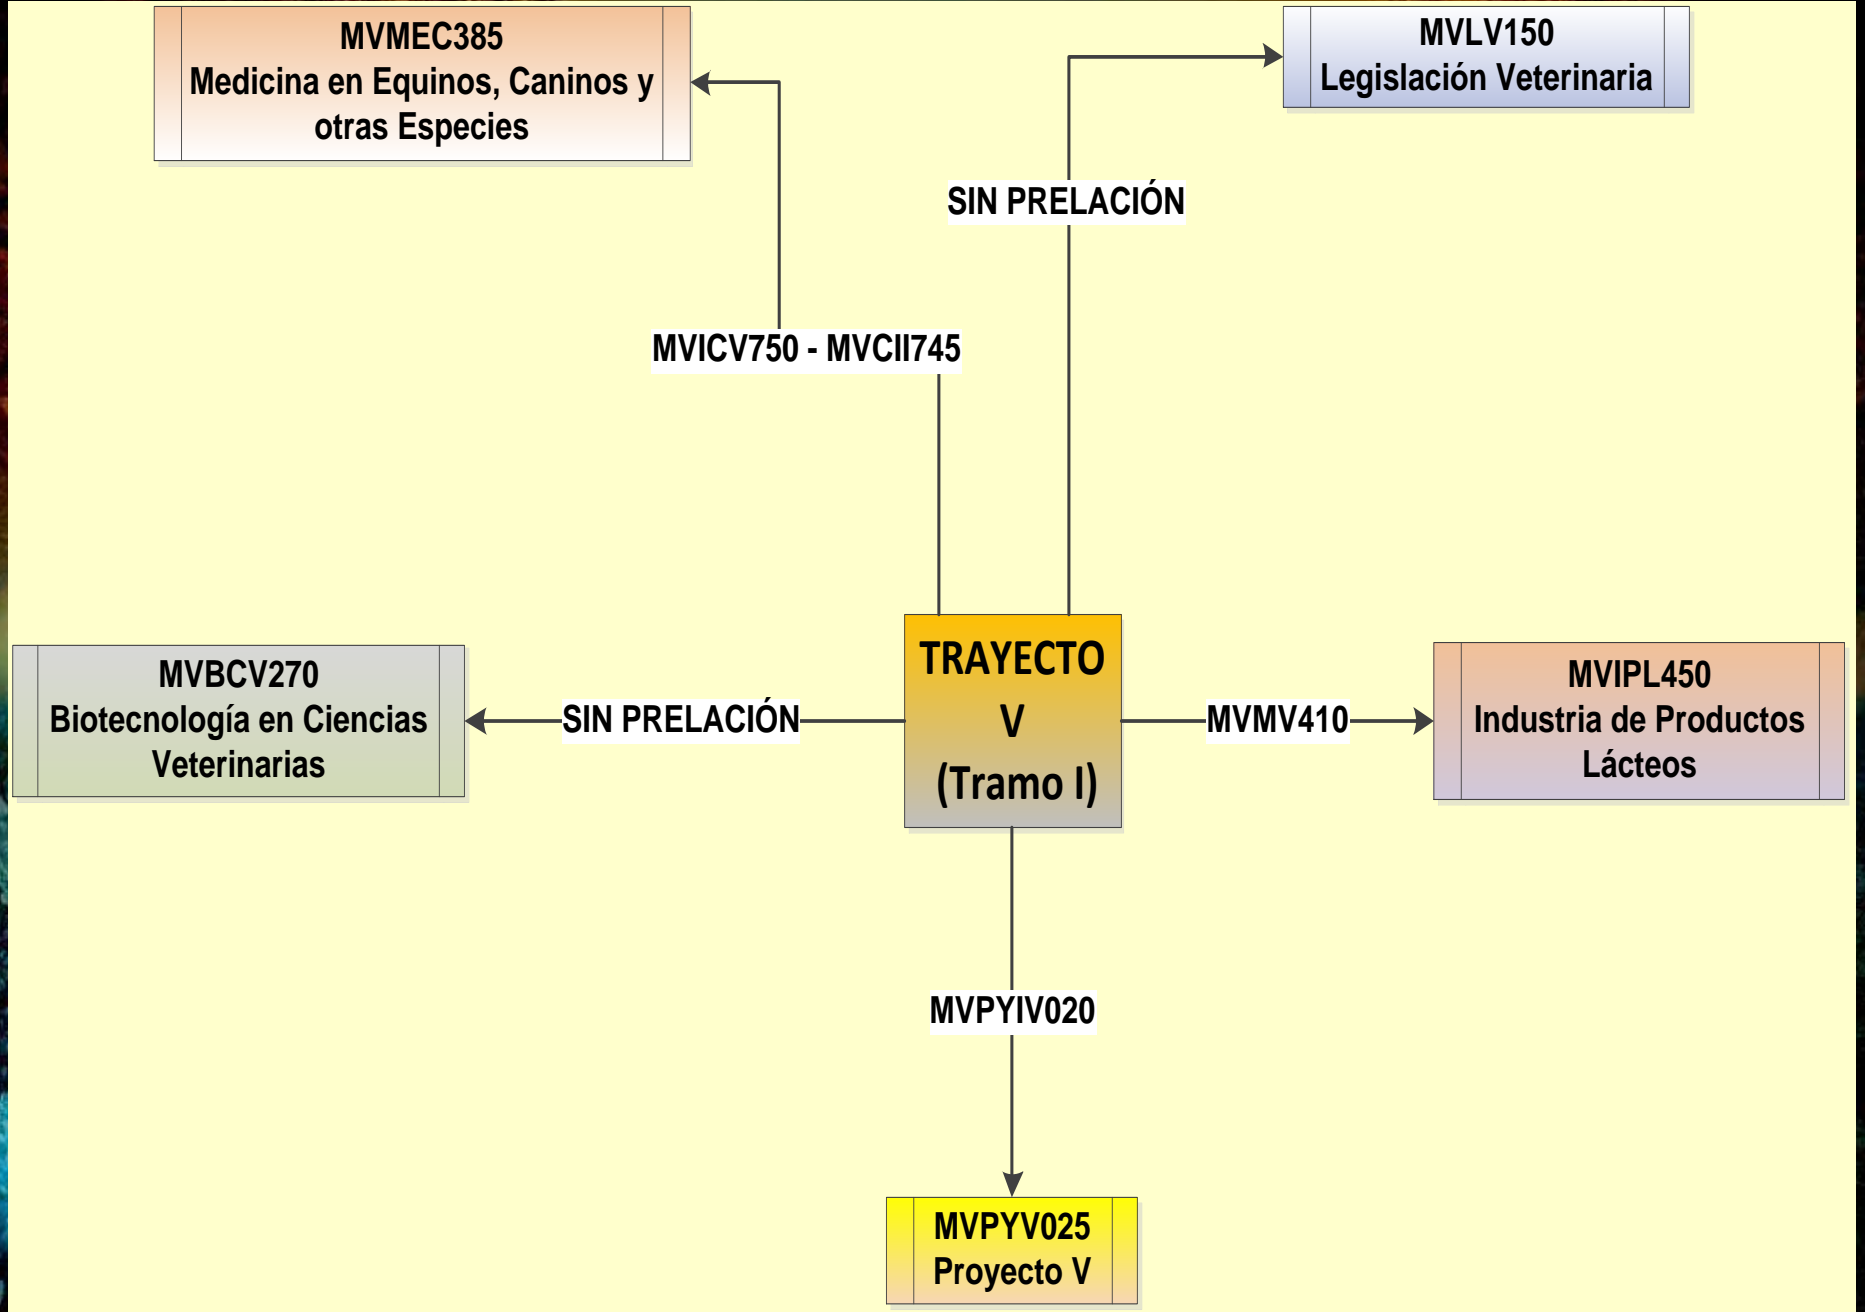 MVMEC385
Medicina en Equinos, Caninos y
otras Especies
MVLV150
Legislación Veterinaria
SIN PRELACIÓN
MVICV750 - MVCII745
MVBCV270
Biotecnología en Ciencias
Veterinarias
SIN PRELACIÓN
TRAYECTO
V
(Tramo I)
MVMV410
MVIPL450
Industria de Productos
Lácteos
MVPYIV020
MVPYV025
Proyecto V